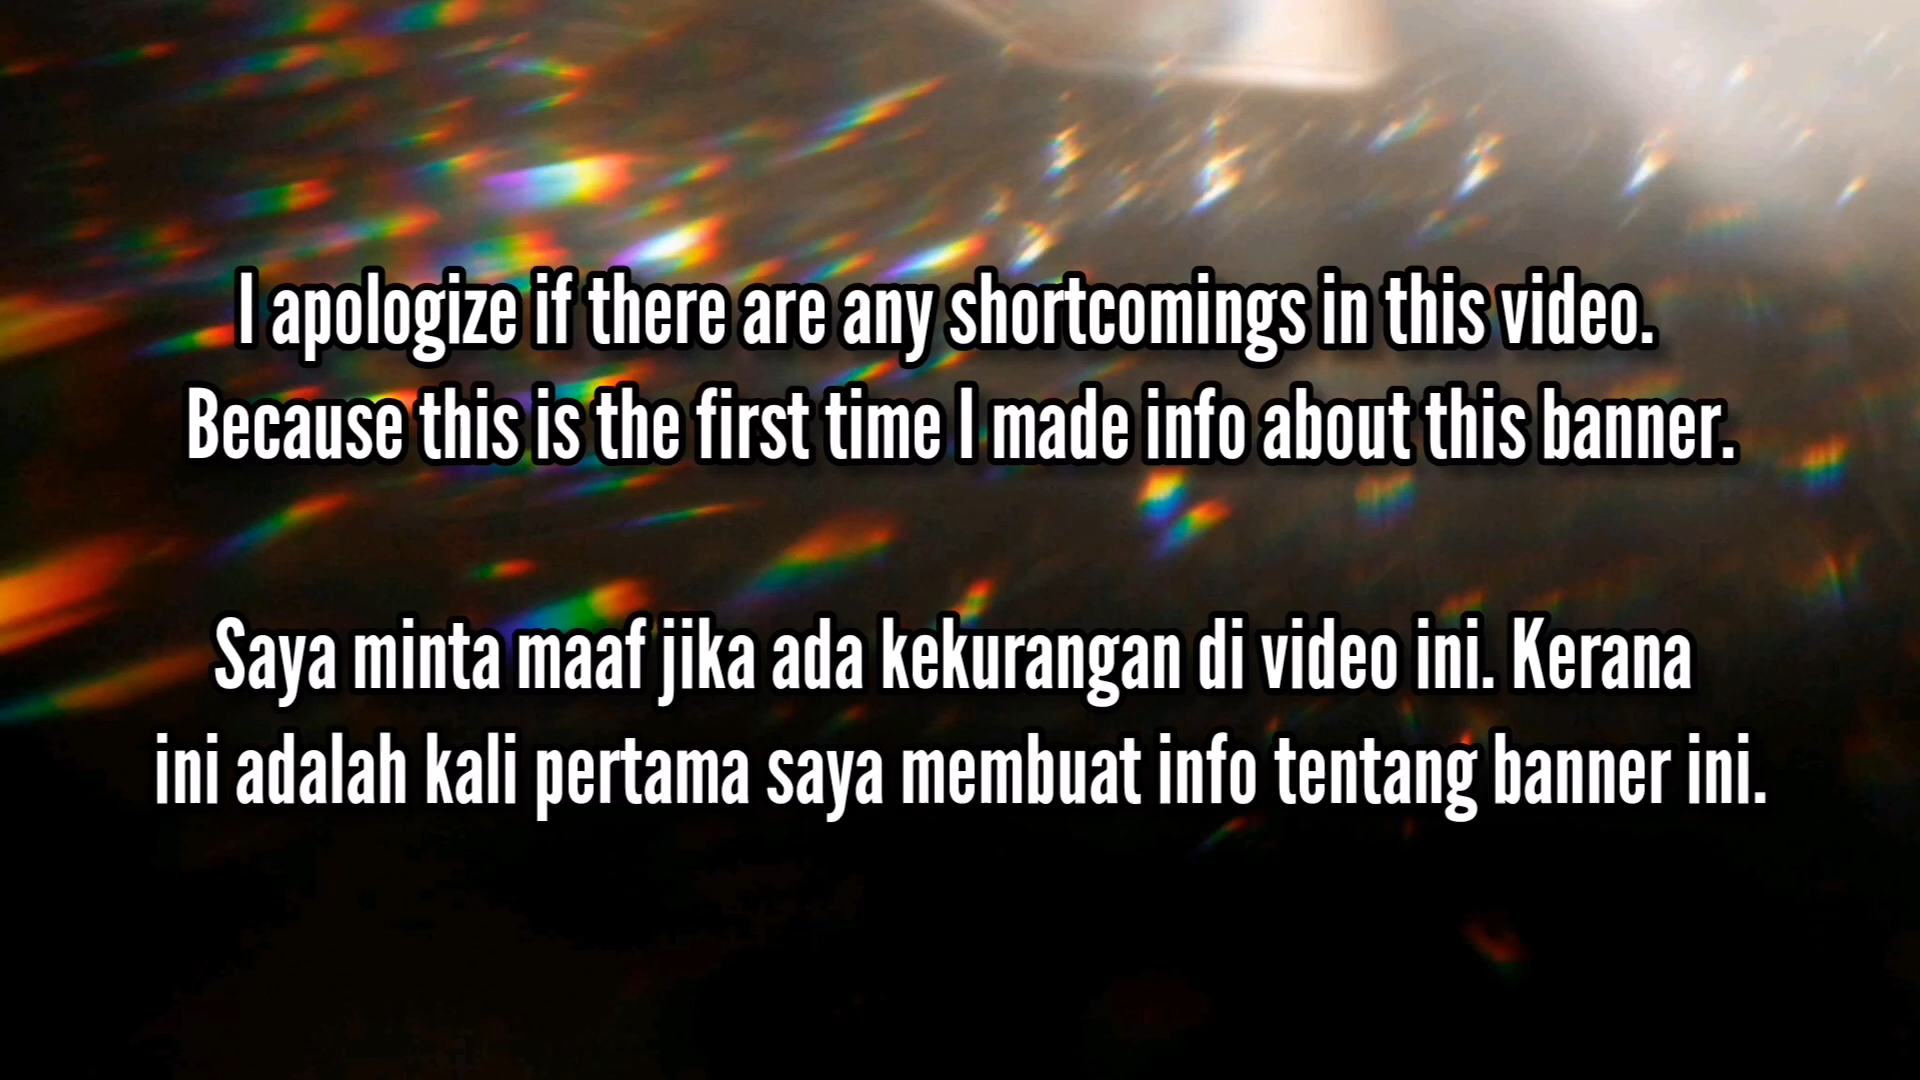 I apologize if there are any shortcomings in this video.
Because this is the first time I made info about this banner.
Saya minta maaf jika ada kekurangan di video ini. Kerana
ini adalah kali pertama saya membuat info tentang banner ini.